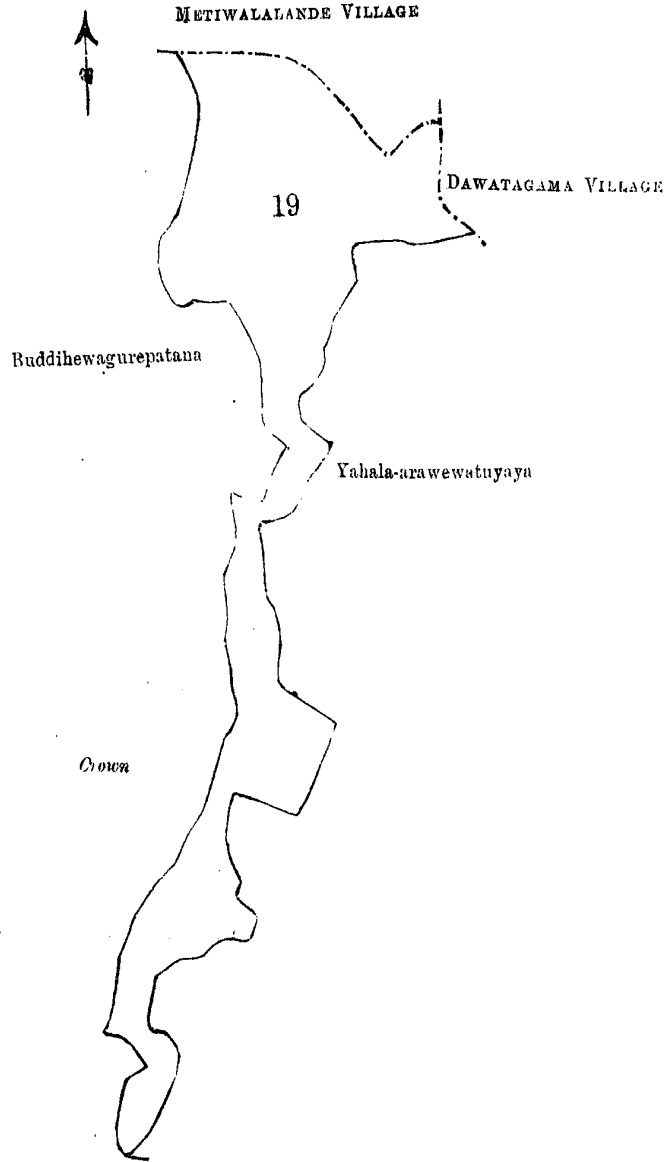 METIWALALANDE VILLAGE
DAWATAGAMA VILLAGE
19
Buddihewagurepatana
Yahala-arawewatuyaya
Crown